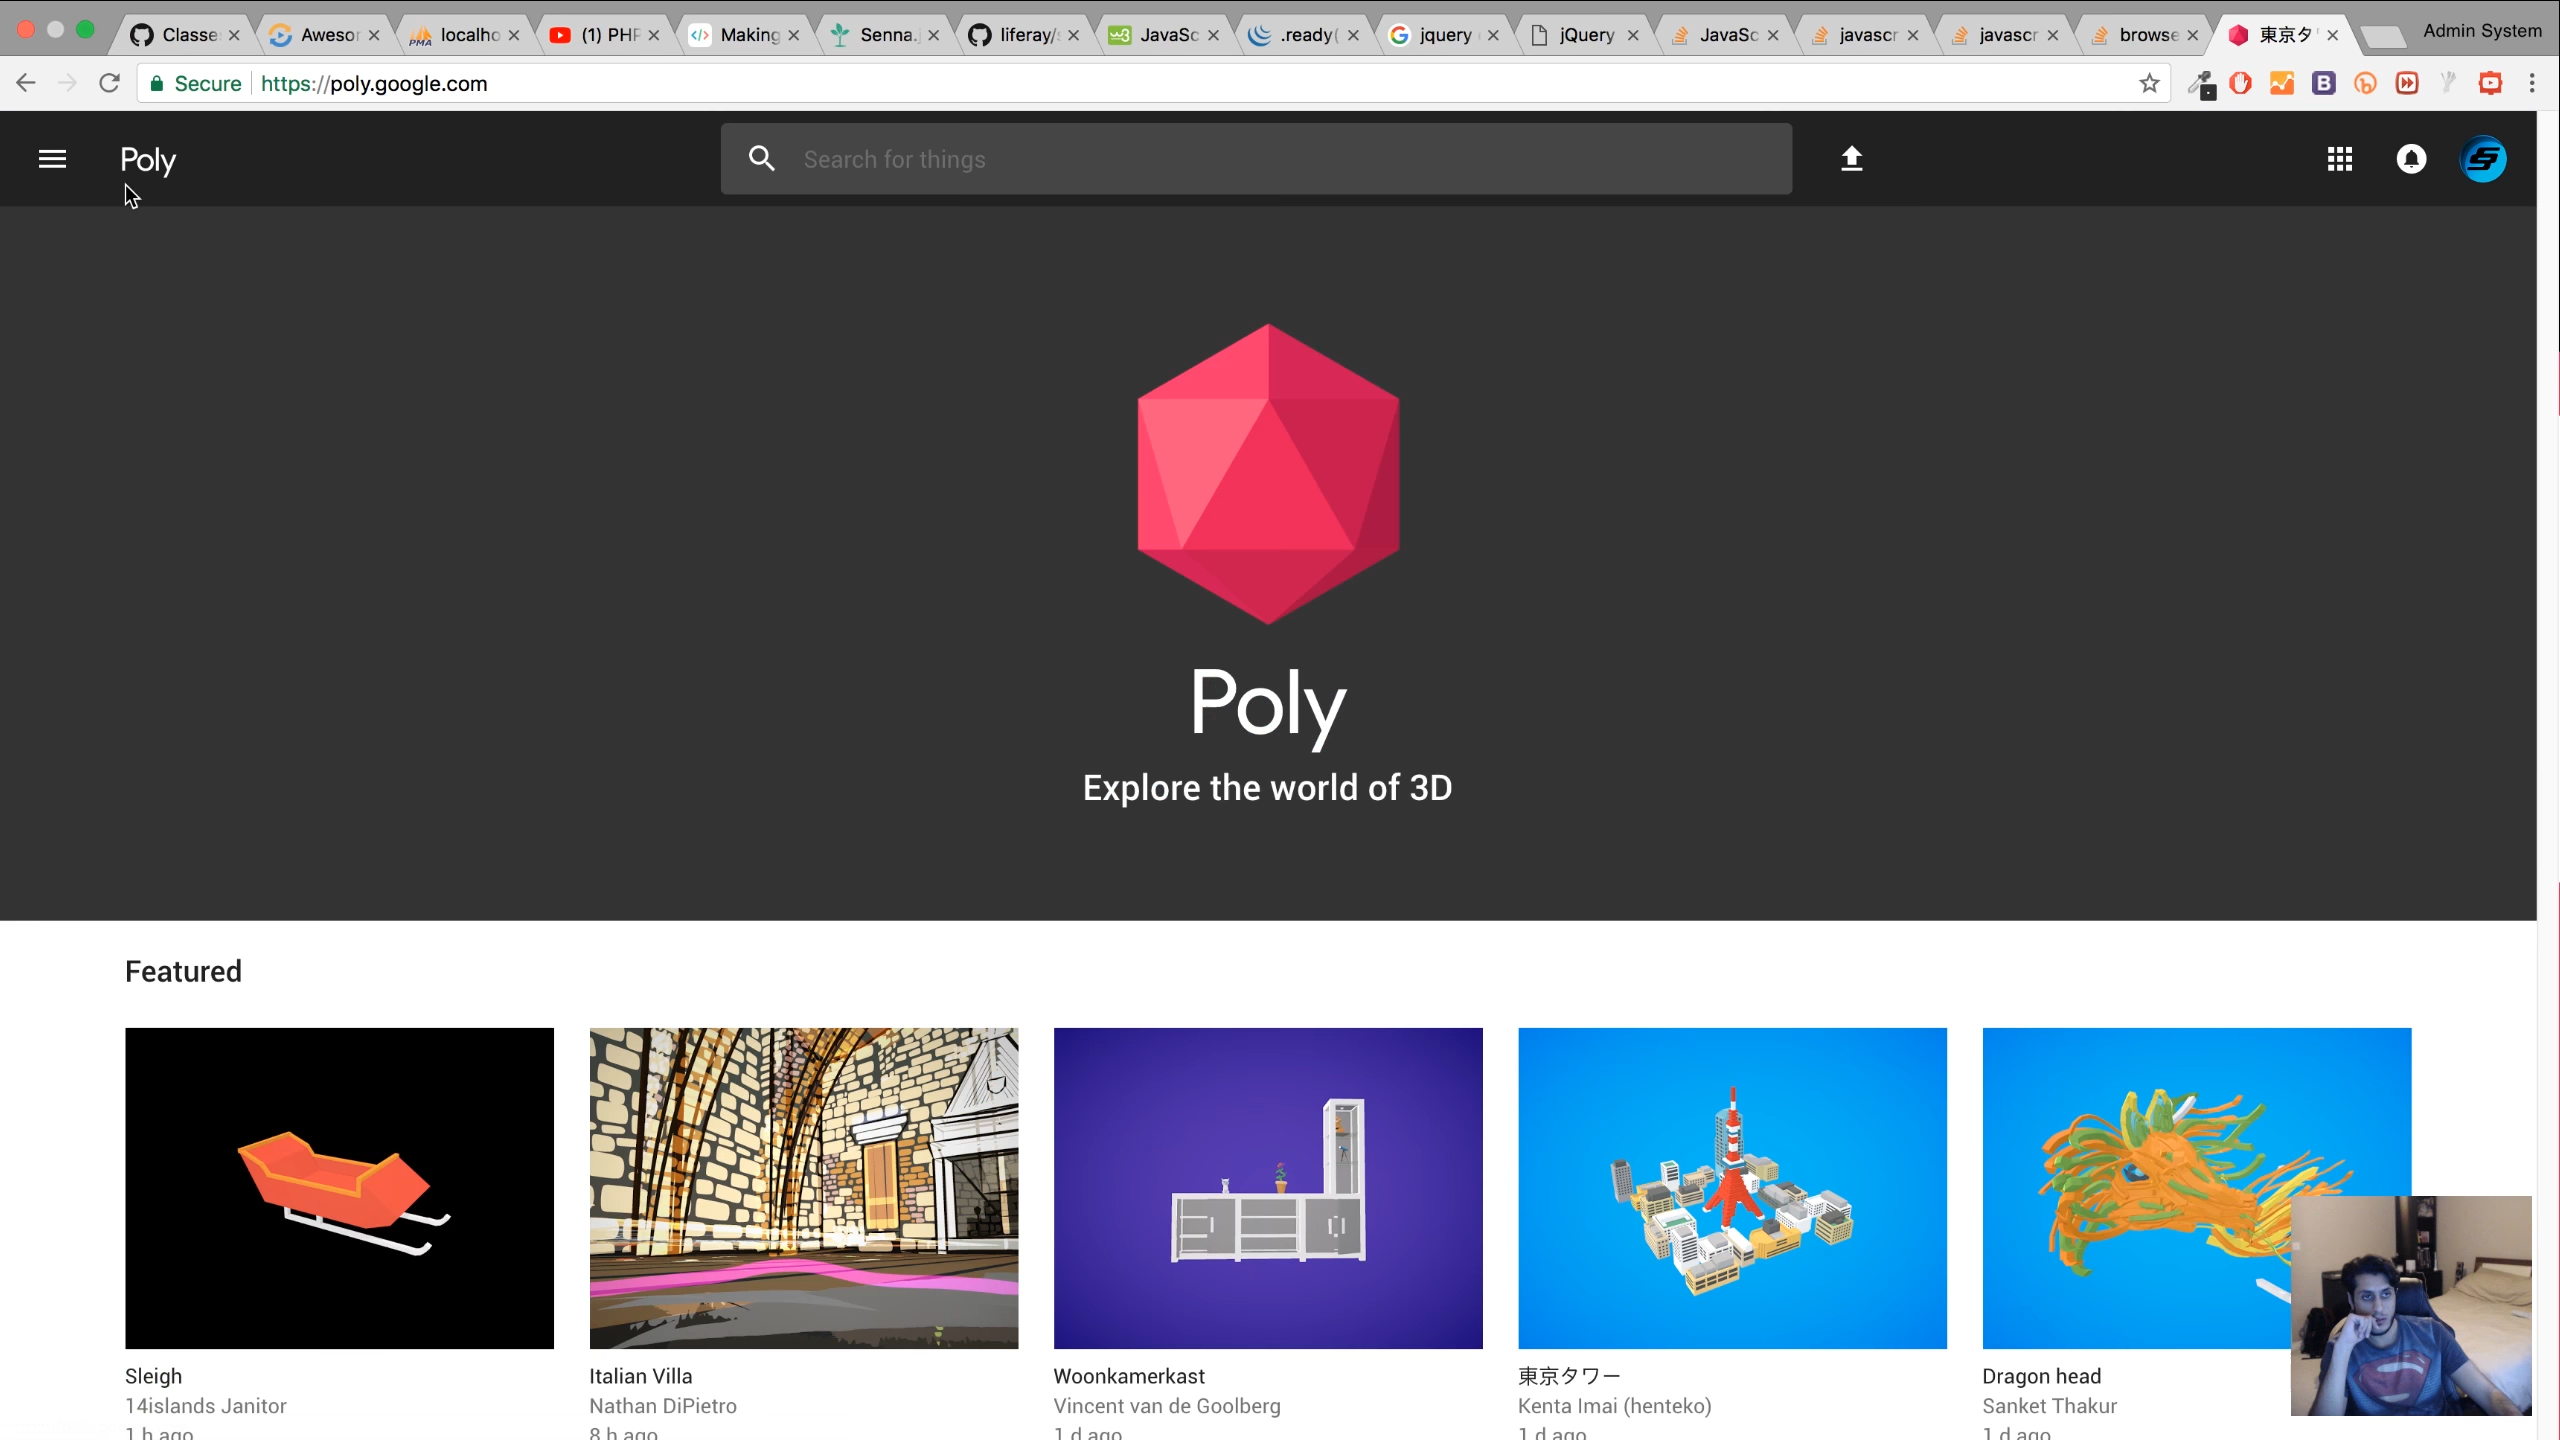 Classe
Aweso
PMA
localho
(1) PHP
Making
Senna.j
liferay/s
w3
JavaSc
.ready(
jquery
jQuery
JavaSc
javascr
javascr
browse
東京タ
Admin System
Secure
https://poly.google.com
B
Poly
Search for things
Poly
Explore the world of 3D
Featured
Sleigh
14islands Janitor
1 h ago
Italian Villa
Nathan DiPietro
8 h ago
Woonkamerkast
Vincent van de Goolberg
1 d ago
東京タワー
Kenta Imai (henteko)
1 d ago
Dragon head
Sanket Thakur
1 d ago